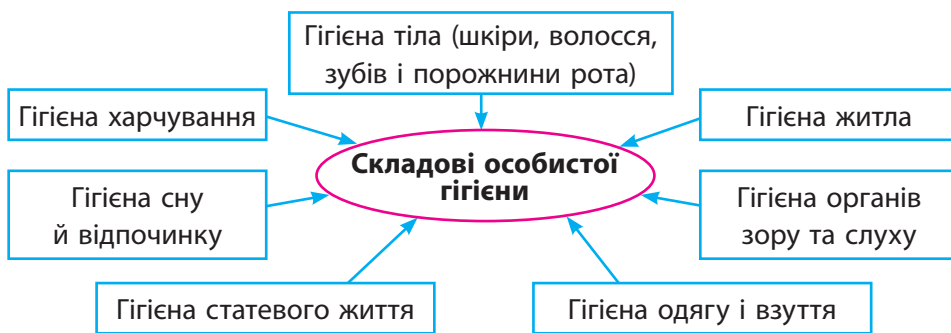 Гігієна тіла (шкіри, волосся,
зубів і порожнини рота)
Гігієна харчування
Гігієна житла
Складові особистої
гігієни
Гігієна сну
й відпочинку
Гігієна органів
зору та слуху
Гігієна статевого життя
Гігієна одягу і взуття